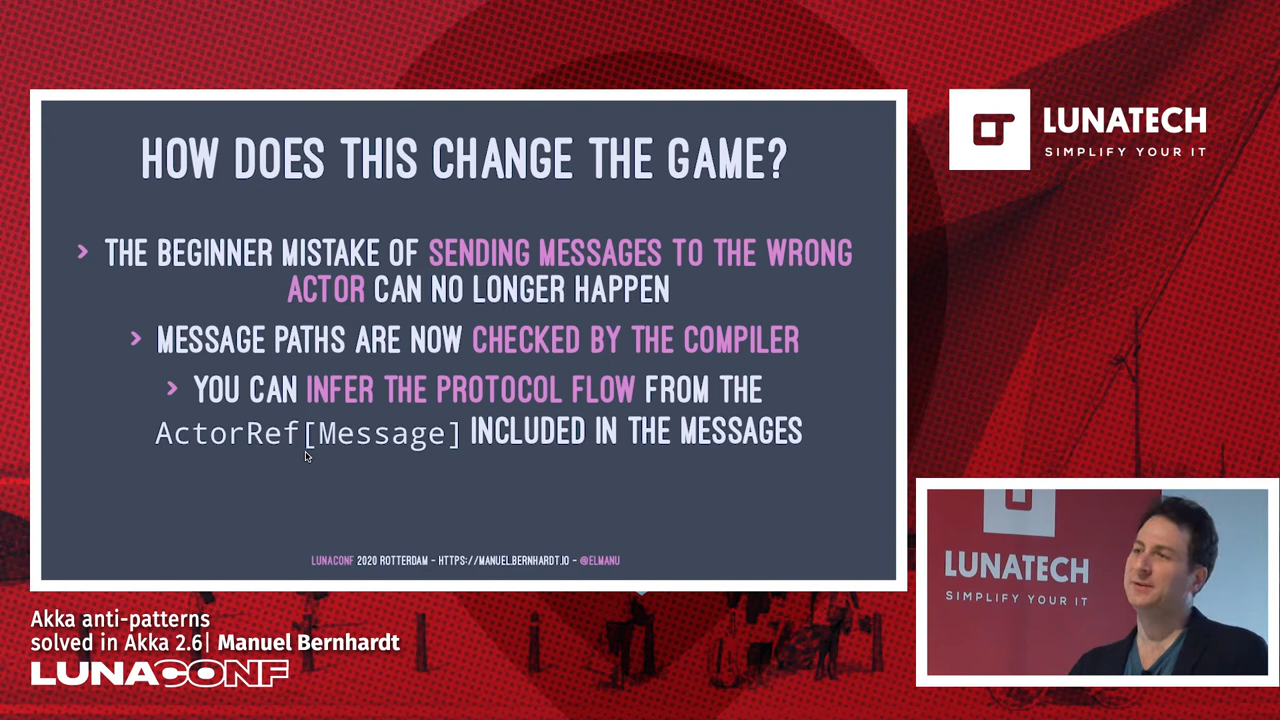 HOW DOES THIS CHANGE THE GAME?
> THE BEGINNER MISTAKE OF SENDING MESSAGES TO THE WRONG
ACTOR CAN NO LONGER HAPPEN
> MESSAGE PATHS ARE NOW CHECKED BY THE COMPILER
> YOU CAN INFER THE PROTOCOL FLOW FROM THE
ActorRef[Message] INCLUDED IN THE MESSAGES
LUNACONF 2020 ROTTERDAM - HTTPS://MANUEL.BERNHARDT.IO - @ELMANU
LUNATECH
SIMPLIFY YOUR IT
LUNATECH
SIMPLIFY YOUR IT
Akka anti-patterns
solved in Akka 2.6| Manuel Bernhardt
LUNACONF